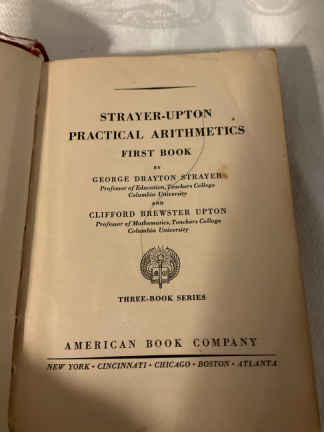 STRAYER-UPTON
PRACTICAL ARITHMETICS
FIRST BOOK
BY
GEORGE DRAYTON STRAYER
Professor of Education, Teachers College
Columbia University
AND
CLIFFORD BREWSTER UPTON
Professor of Mathematics, Teachers College
Columbia University
THREE-BOOK SERIES
AMERICAN BOOK COMPANY
NEW YORK • CINCINNATI • CHICAGO • BOSTON • ATLANTA